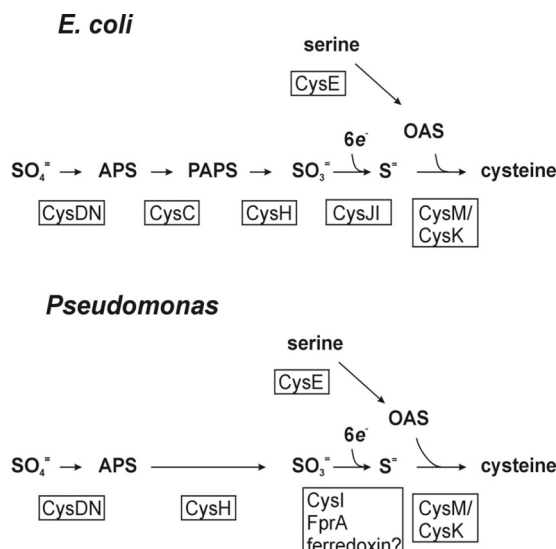 E. coli
serine
CysE
6e⁻ OAS
SO₄⁼ APS PAPS SO₃⁼ S⁼ cysteine
CysDN CysC CysH CysJI CysM/
CysK
Pseudomonas
serine
CysE
OAS
6e⁻
SO₄⁼ APS SO₃⁼ S⁼ cysteine
CysDN CysH CysI CysM/
FprA CysK
ferredoxin?